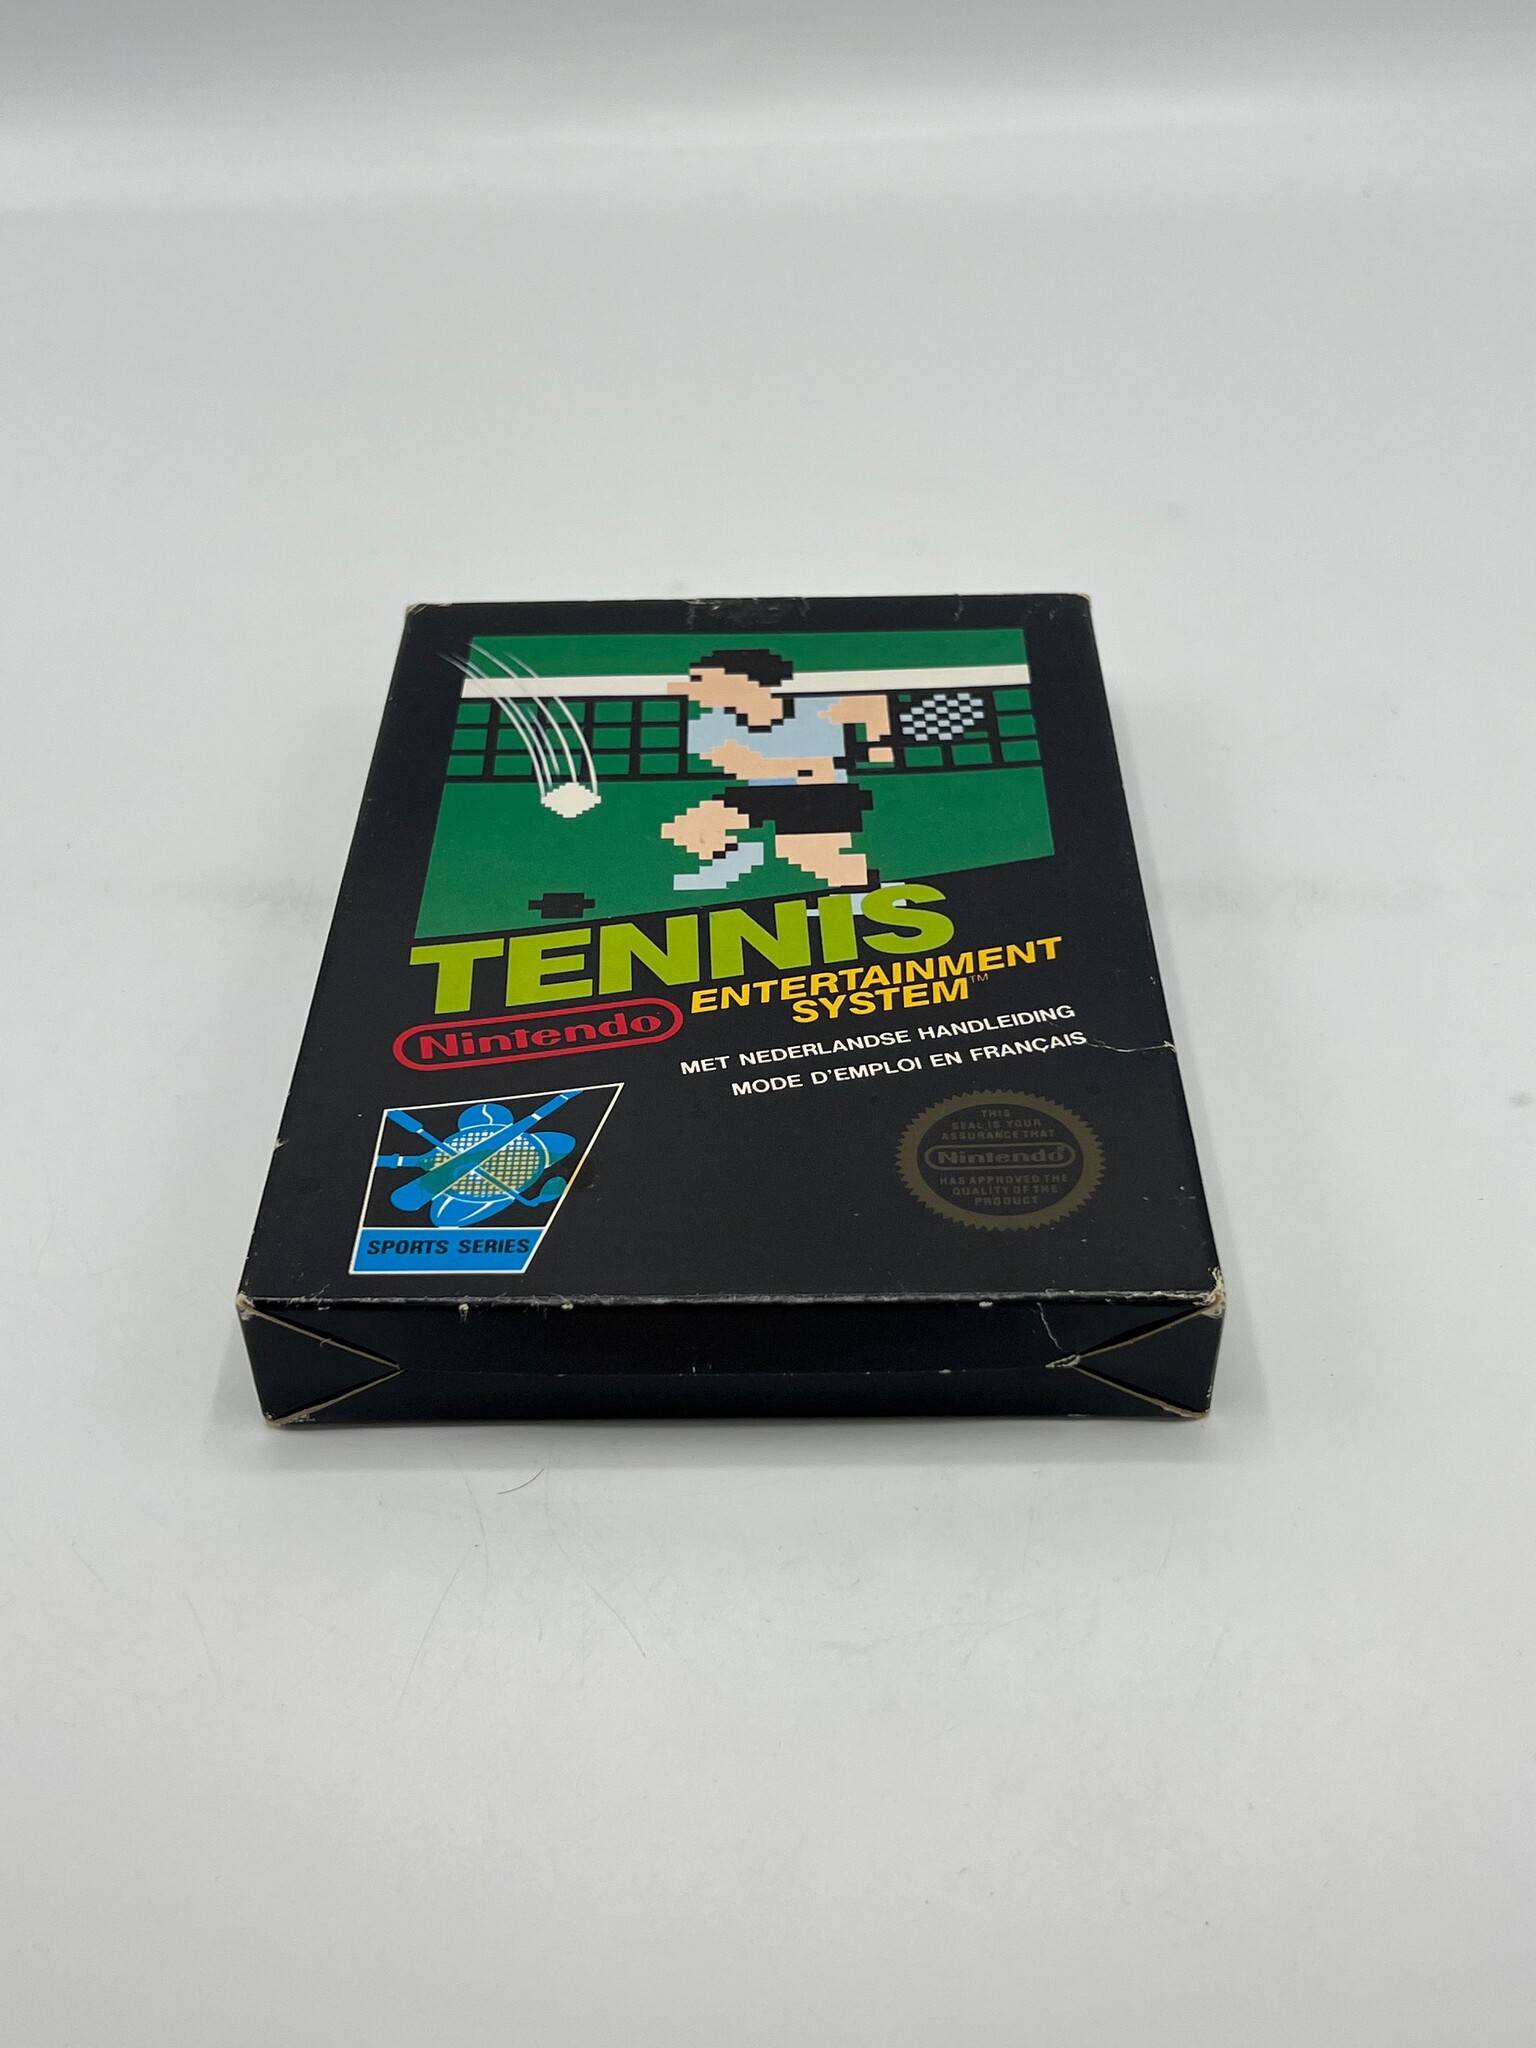 TENNIS
Nintendo
ENTERTAINMENT
SYSTEM™
MET NEDERLANDSE HANDLEIDING
MODE D'EMPLOI EN FRANÇAIS
SPORTS SERIES
THIS
SEAL IS YOUR
ASSURANCE THAT
Nintendo
HAS APPROVED THE
QUALITY OF THE
PRODUCT